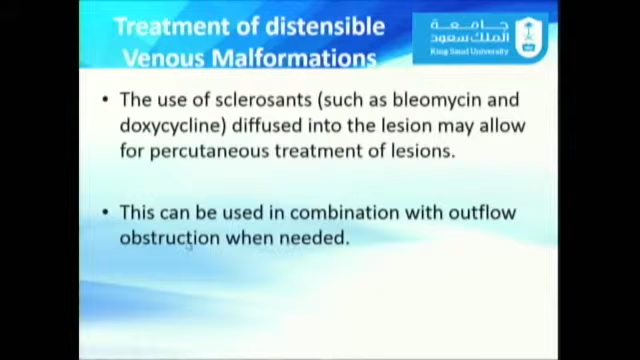 Treatment of distensible
Venous Malformations
جامعة
الملك سعود
King Saud University
• The use of sclerosants (such as bleomycin and
doxycycline) diffused into the lesion may allow
for percutaneous treatment of lesions.
• This can be used in combination with outflow
obstruction when needed.